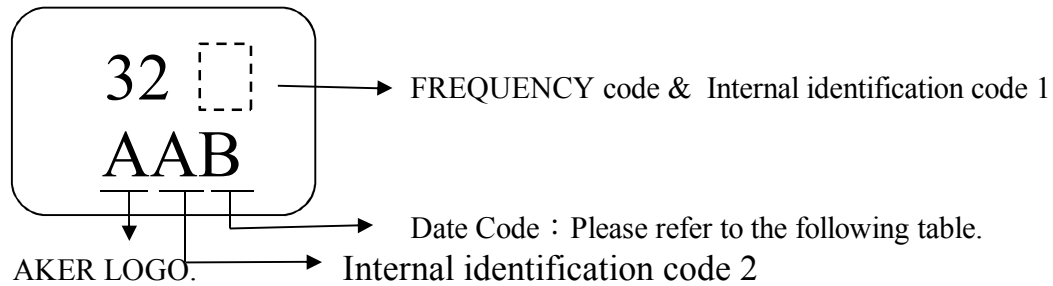 32
FREQUENCY code & Internal identification code 1
AAB
Date Code：Please refer to the following table.
AKER LOGO.
Internal identification code 2